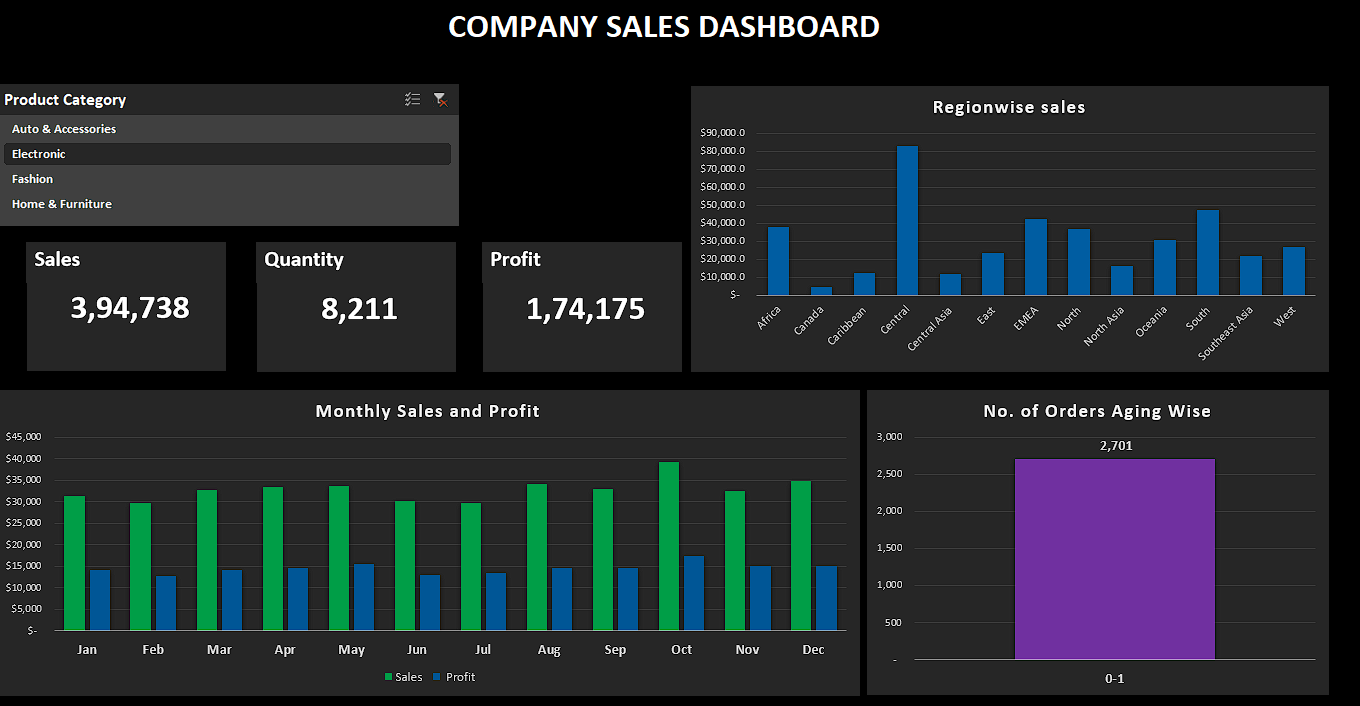 COMPANY SALES DASHBOARD
Product Category
Auto & Accessories
Electronic
Fashion
Home & Furniture
Sales
3,94,738
Quantity
8,211
Profit
1,74,175
Regionwise sales
$90,000.0
$80,000.0
$70,000.0
$60,000.0
$50,000.0
$40,000.0
$30,000.0
$20,000.0
$10,000.0
$-
Africa
Canada
Caribbean
Central
Central Asia
East
EMEA
North
North Asia
Oceania
South
Southeast Asia
West
Monthly Sales and Profit
$45,000
$40,000
$35,000
$30,000
$25,000
$20,000
$15,000
$10,000
$5,000
$-
Jan Feb Mar Apr May Jun Jul Aug Sep Oct Nov Dec
Sales Profit
No. of Orders Aging Wise
3,000
2,500
2,000
1,500
1,000
500
-
2,701
0-1